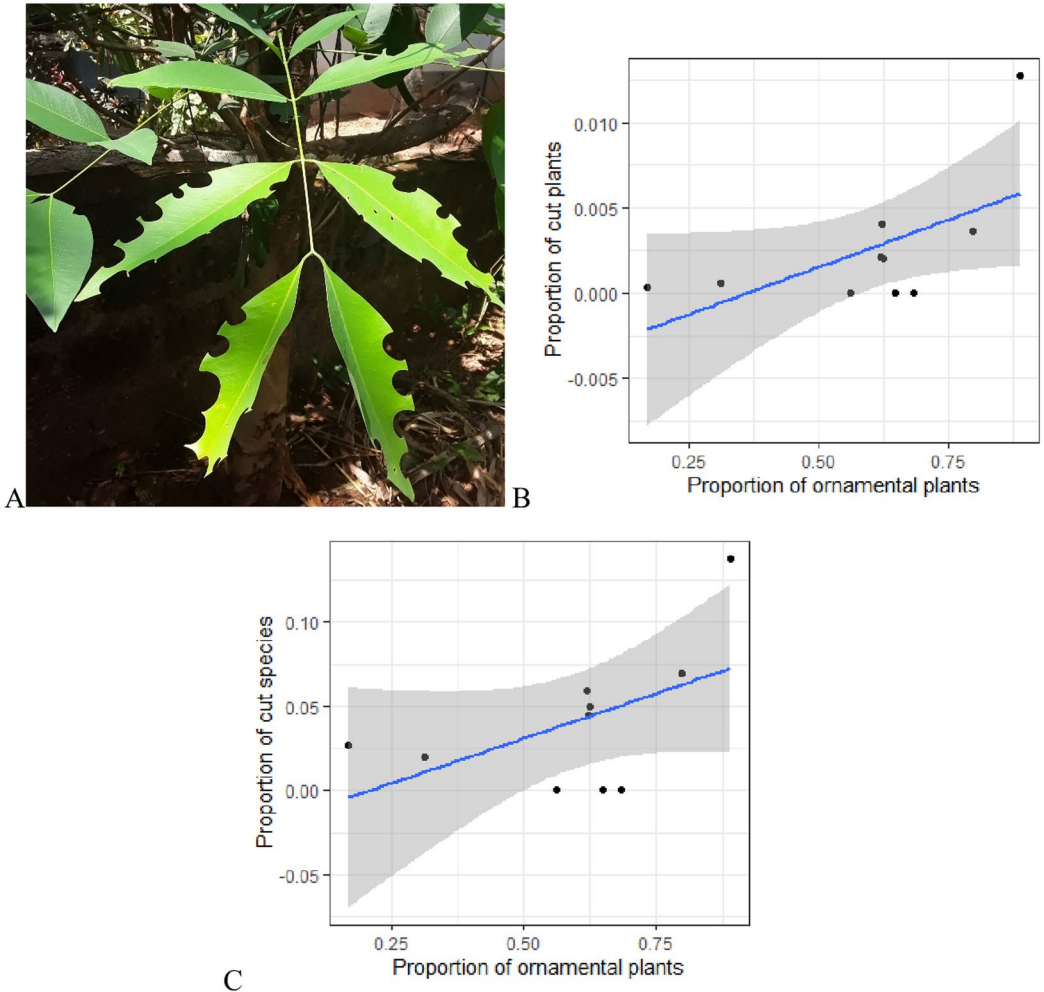 A
B
Proportion of cut plants
0.010
0.005
0.000
-0.005
0.25 0.50 0.75
Proportion of ornamental plants
C
Proportion of cut species
0.10
0.05
0.00
-0.05
0.25 0.50 0.75
Proportion of ornamental plants